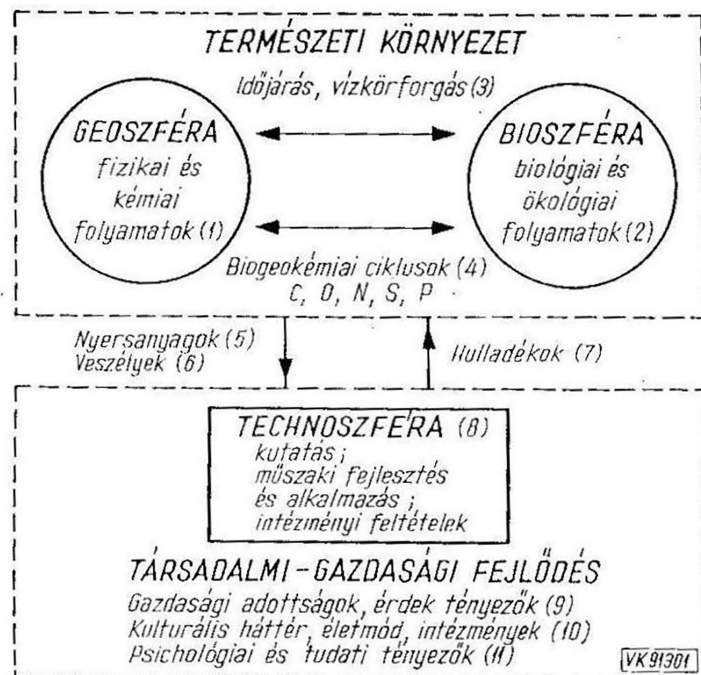 TERMÉSZETI KÖRNYEZET
Időjárás, vízkörforgás (3)
GEOSZFÉRA
fizikai és
kémiai
folyamatok (1)
BIOSZFÉRA
biológiai és
ökológiai
folyamatok (2)
Biogeokémiai ciklusok (4)
C, O, N, S, P
Nyersanyagok (5)
Veszélyek (6)
Hulladékok (7)
TECHNOSZFÉRA (8)
kutatás;
műszaki fejlesztés
és alkalmazás;
intézményi feltételek
TÁRSADALMI-GAZDASÁGI FEJLŐDÉS
Gazdasági adottságok, érdek tényezők (9)
Kulturális háttér, életmód, intézmények (10)
Psichológiai és tudati tényezők (11)
VK91301